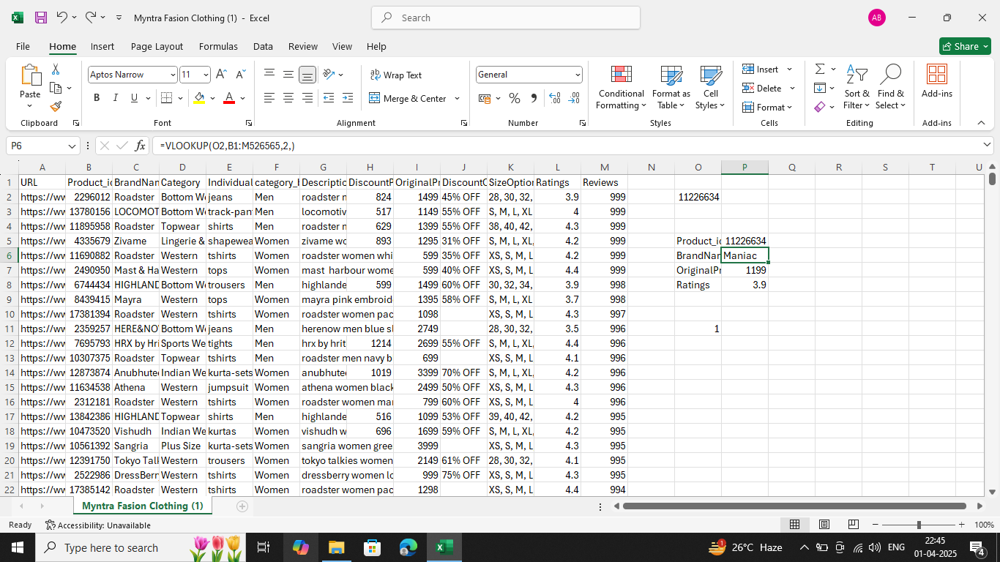 Myntra Fasion Clothing (1) - Excel
Search
AB
File Home Insert Page Layout Formulas Data Review View Help
Share
Paste
Clipboard
Aptos Narrow 11
B I U
Font
Wrap Text
Merge & Center
Alignment
General
Number
Conditional Formatting
Format as Table
Cell Styles
Styles
Insert
Delete
Format
Cells
Sort & Filter
Find & Select
Editing
Add-ins
Add-ins
P6 fx =VLOOKUP(O2,B1:M526565,2,)
A B C D E F G H I J K L M N O P Q R S T U
1 URL Product_i BrandNan Category Individual category_l Descriptic DiscountP OriginalPr DiscountO SizeOption Ratings Reviews
2 https://ww 2296012 Roadster Bottom We jeans Men roadster n 824 1499 45% OFF 28, 30, 32, 3.9 999 11226634
3 https://ww 13780156 LOCOMOT Bottom We track-pan Men locomotiv 517 1149 55% OFF S, M, L, XL 4 999
4 https://ww 11895958 Roadster Topwear shirts Men roadster n 629 1399 55% OFF 38, 40, 42, 4.3 999
5 https://ww 4335679 Zivame Lingerie & shapewea Women zivame wo 893 1295 31% OFF S, M, L, XL, 4.2 999 Product_i 11226634
6 https://ww 11690882 Roadster Western tshirts Women roadster women whi 599 35% OFF XS, S, M, L 4.2 999 BrandNan Maniac
7 https://ww 2490950 Mast & Ha Western tops Women mast harbour wome 599 40% OFF XS, S, M, L 4.4 999 OriginalPr 1199
8 https://ww 6744434 HIGHLAND Bottom We trousers Men highlande 599 1499 60% OFF 30, 32, 34, 3.9 998 Ratings 3.9
9 https://ww 8439415 Mayra Western tops Women mayra pink embroid 1395 58% OFF S, M, L, XL 3.7 998
10 https://ww 17381394 Roadster Western tshirts Women roadster women pac 1098 XS, S, M, L 4.3 997
11 https://ww 2359257 HERE&NO Bottom We jeans Men herenow men blue sl 2749 28, 30, 32, 3.5 996 1
12 https://ww 7695793 HRX by Hri Sports We tights Men hrx by hrit 1214 2699 55% OFF S, M, L, XL, 4.4 996
13 https://ww 10307375 Roadster Topwear tshirts Men roadster men navy b 699 XS, S, M, L 4.1 996
14 https://ww 12873874 Anubhute Indian We kurta-sets Women anubhute 1019 3399 70% OFF S, M, L, XL, 4.2 996
15 https://ww 11634538 Athena Western jumpsuit Women athena women black 2499 50% OFF XS, S, M, L 4.3 996
16 https://ww 2312181 Roadster Western tshirts Women roadster women mar 799 60% OFF XS, S, M, L 4 996
17 https://ww 13842386 HIGHLAND Topwear shirts Men highlande 516 1099 53% OFF 39, 40, 42, 4.2 995
18 https://ww 10473520 Vishudh Indian We kurtas Women vishudh w 696 1699 59% OFF S, M, L, XL, 4.2 995
19 https://ww 10561392 Sangria Plus Size kurta-sets Women sangria women gree 3999 XS, S, M, L 4.3 995
20 https://ww 12391750 Tokyo Tall Western trousers Women tokyo talkies women 2149 61% OFF 28, 30, 32, 4.1 995
21 https://ww 2522986 DressBerr Western tshirts Women dressberry women lo 999 75% OFF XS, S, M, L 4.3 995
22 https://ww 17385142 Roadster Western tshirts Women roadster women pac 1298 XS, S, M, L 4.4 994
Myntra Fasion Clothing (1)
Ready Accessibility: Unavailable 100%
Type here to search
1 26°C Haze ENG 22:45
01-04-2025
4